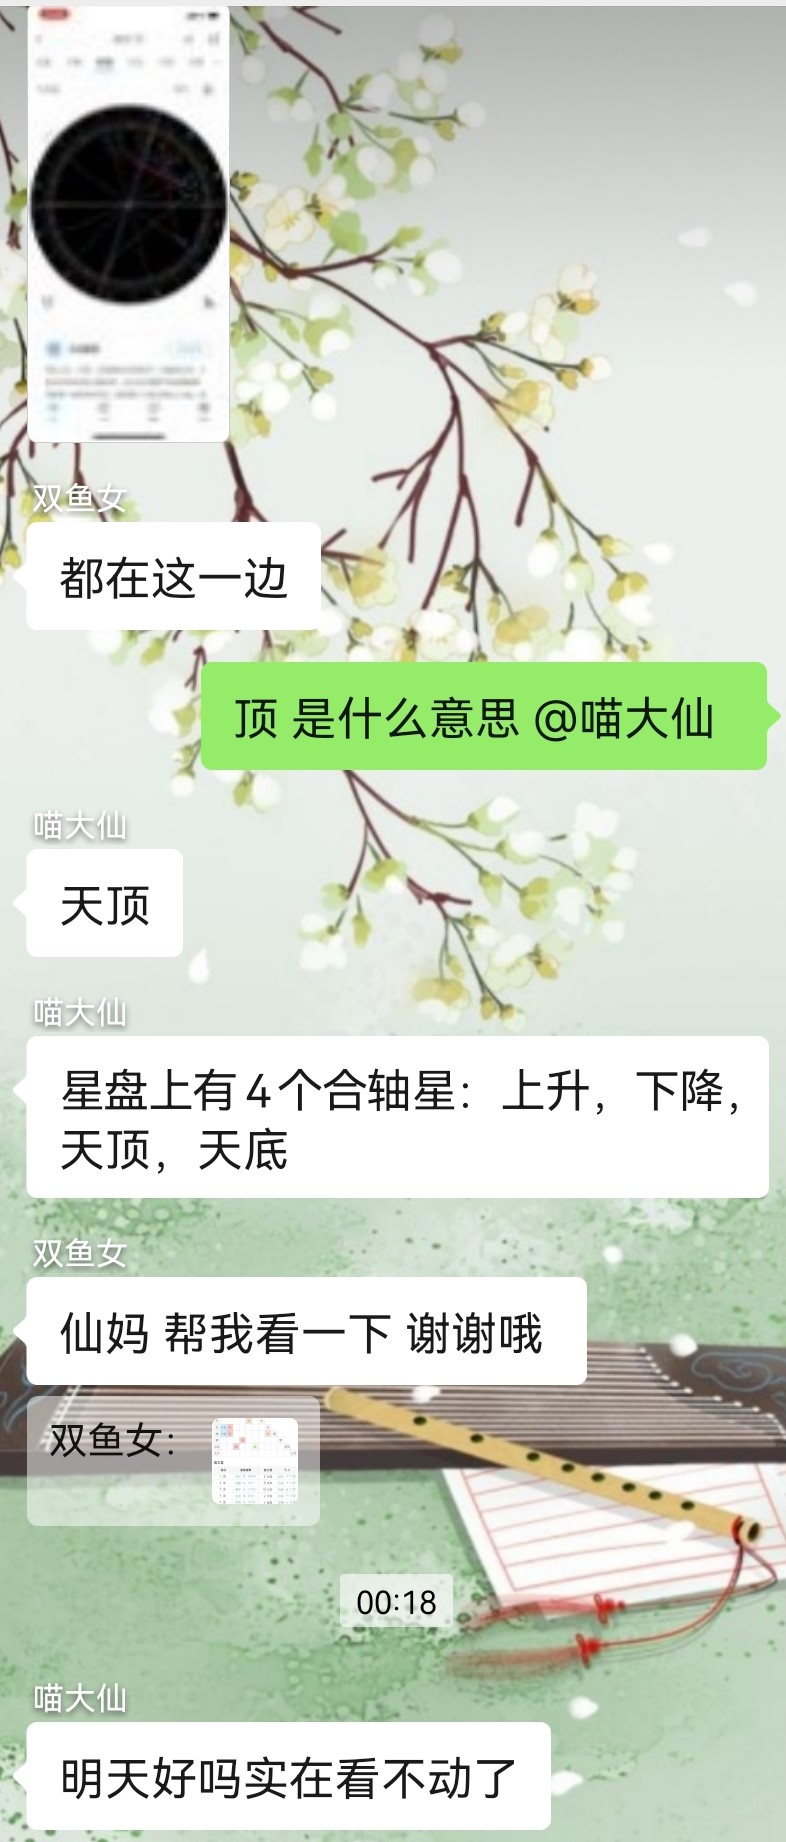 双鱼女
都在这一边
顶 是什么意思 @喵大仙
喵大仙
天顶
喵大仙
星盘上有4个合轴星：上升，下降，
天顶，天底
双鱼女
仙妈 帮我看一下 谢谢哦
双鱼女：
00:18
喵大仙
明天好吗实在看不动了